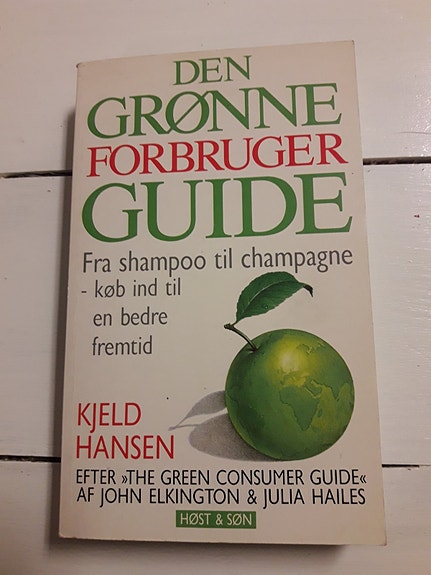 DEN
GRØNNE
FORBRUGER
GUIDE
Fra shampoo til champagne
- køb ind til
en bedre
fremtid
KJELD
HANSEN
EFTER »THE GREEN CONSUMER GUIDE«
AF JOHN ELKINGTON & JULIA HAILES
HØST & SØN